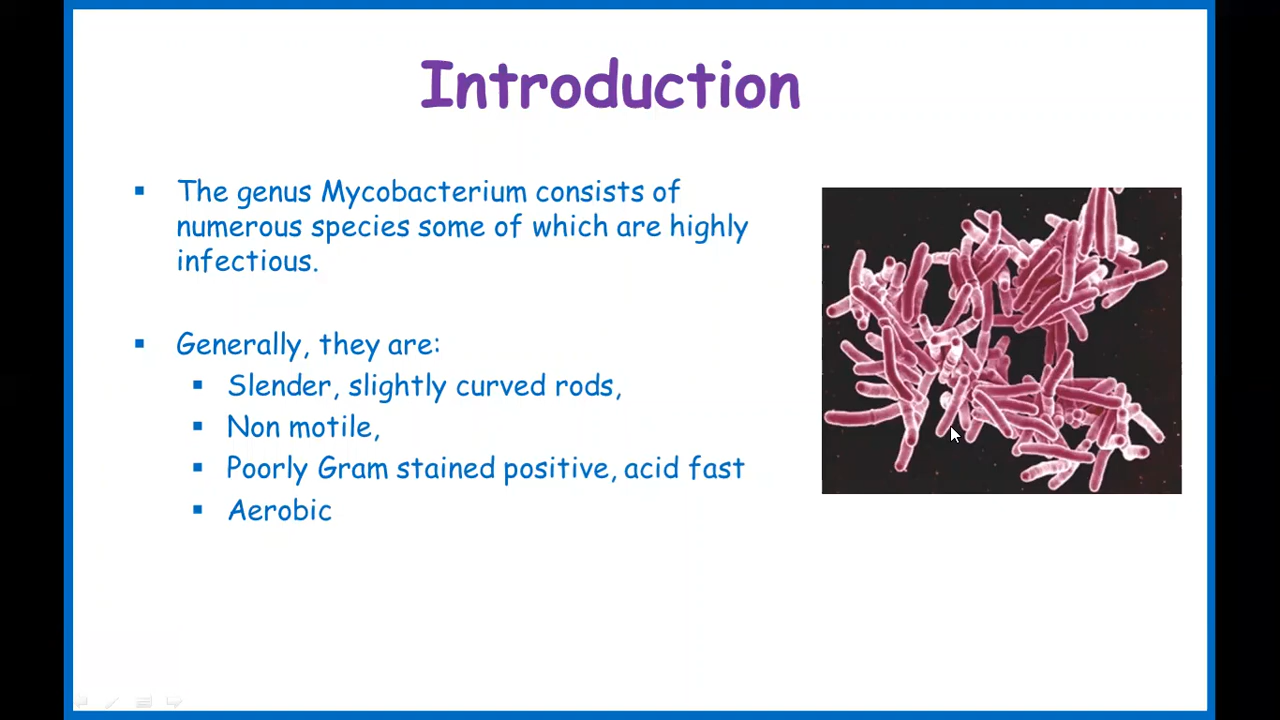 Introduction
The genus Mycobacterium consists of
numerous species some of which are highly
infectious.
Generally, they are:
Slender, slightly curved rods,
Non motile,
Poorly Gram stained positive, acid fast
Aerobic